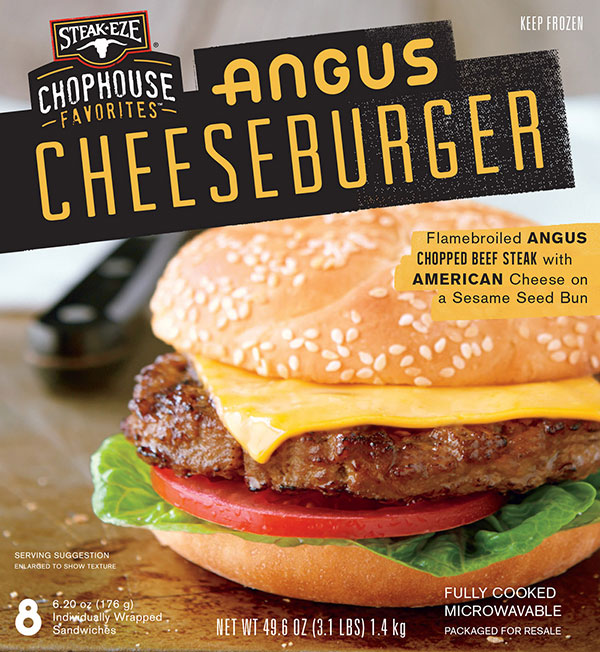 KEEP FROZEN
STEAK-EZE®
CHOPHOUSE
FAVORITES™
ANGUS
CHEESEBURGER
Flamebroiled ANGUS
CHOPPED BEEF STEAK with
AMERICAN Cheese on
a Sesame Seed Bun
SERVING SUGGESTION
ENLARGED TO SHOW TEXTURE
8
6.20 oz (176 g)
Individually Wrapped
Sandwiches
NET WT 49.6 OZ (3.1 LBS) 1.4 kg
FULLY COOKED
MICROWAVABLE
PACKAGED FOR RESALE